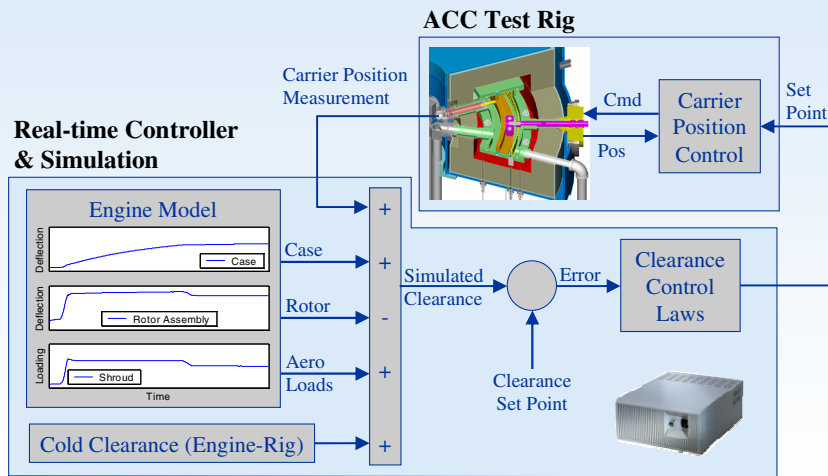 ACC Test Rig
Carrier Position
Measurement
Cmd
Pos
Carrier
Position
Control
Set
Point
Real-time Controller
& Simulation
Engine Model
Deflection
Case
Deflection
Rotor Assembly
Loading
Shroud
Time
Case
Rotor
Aero
Loads
+
+
-
+
+
Simulated
Clearance
Error
Clearance
Control
Laws
Clearance
Set Point
Cold Clearance (Engine-Rig)